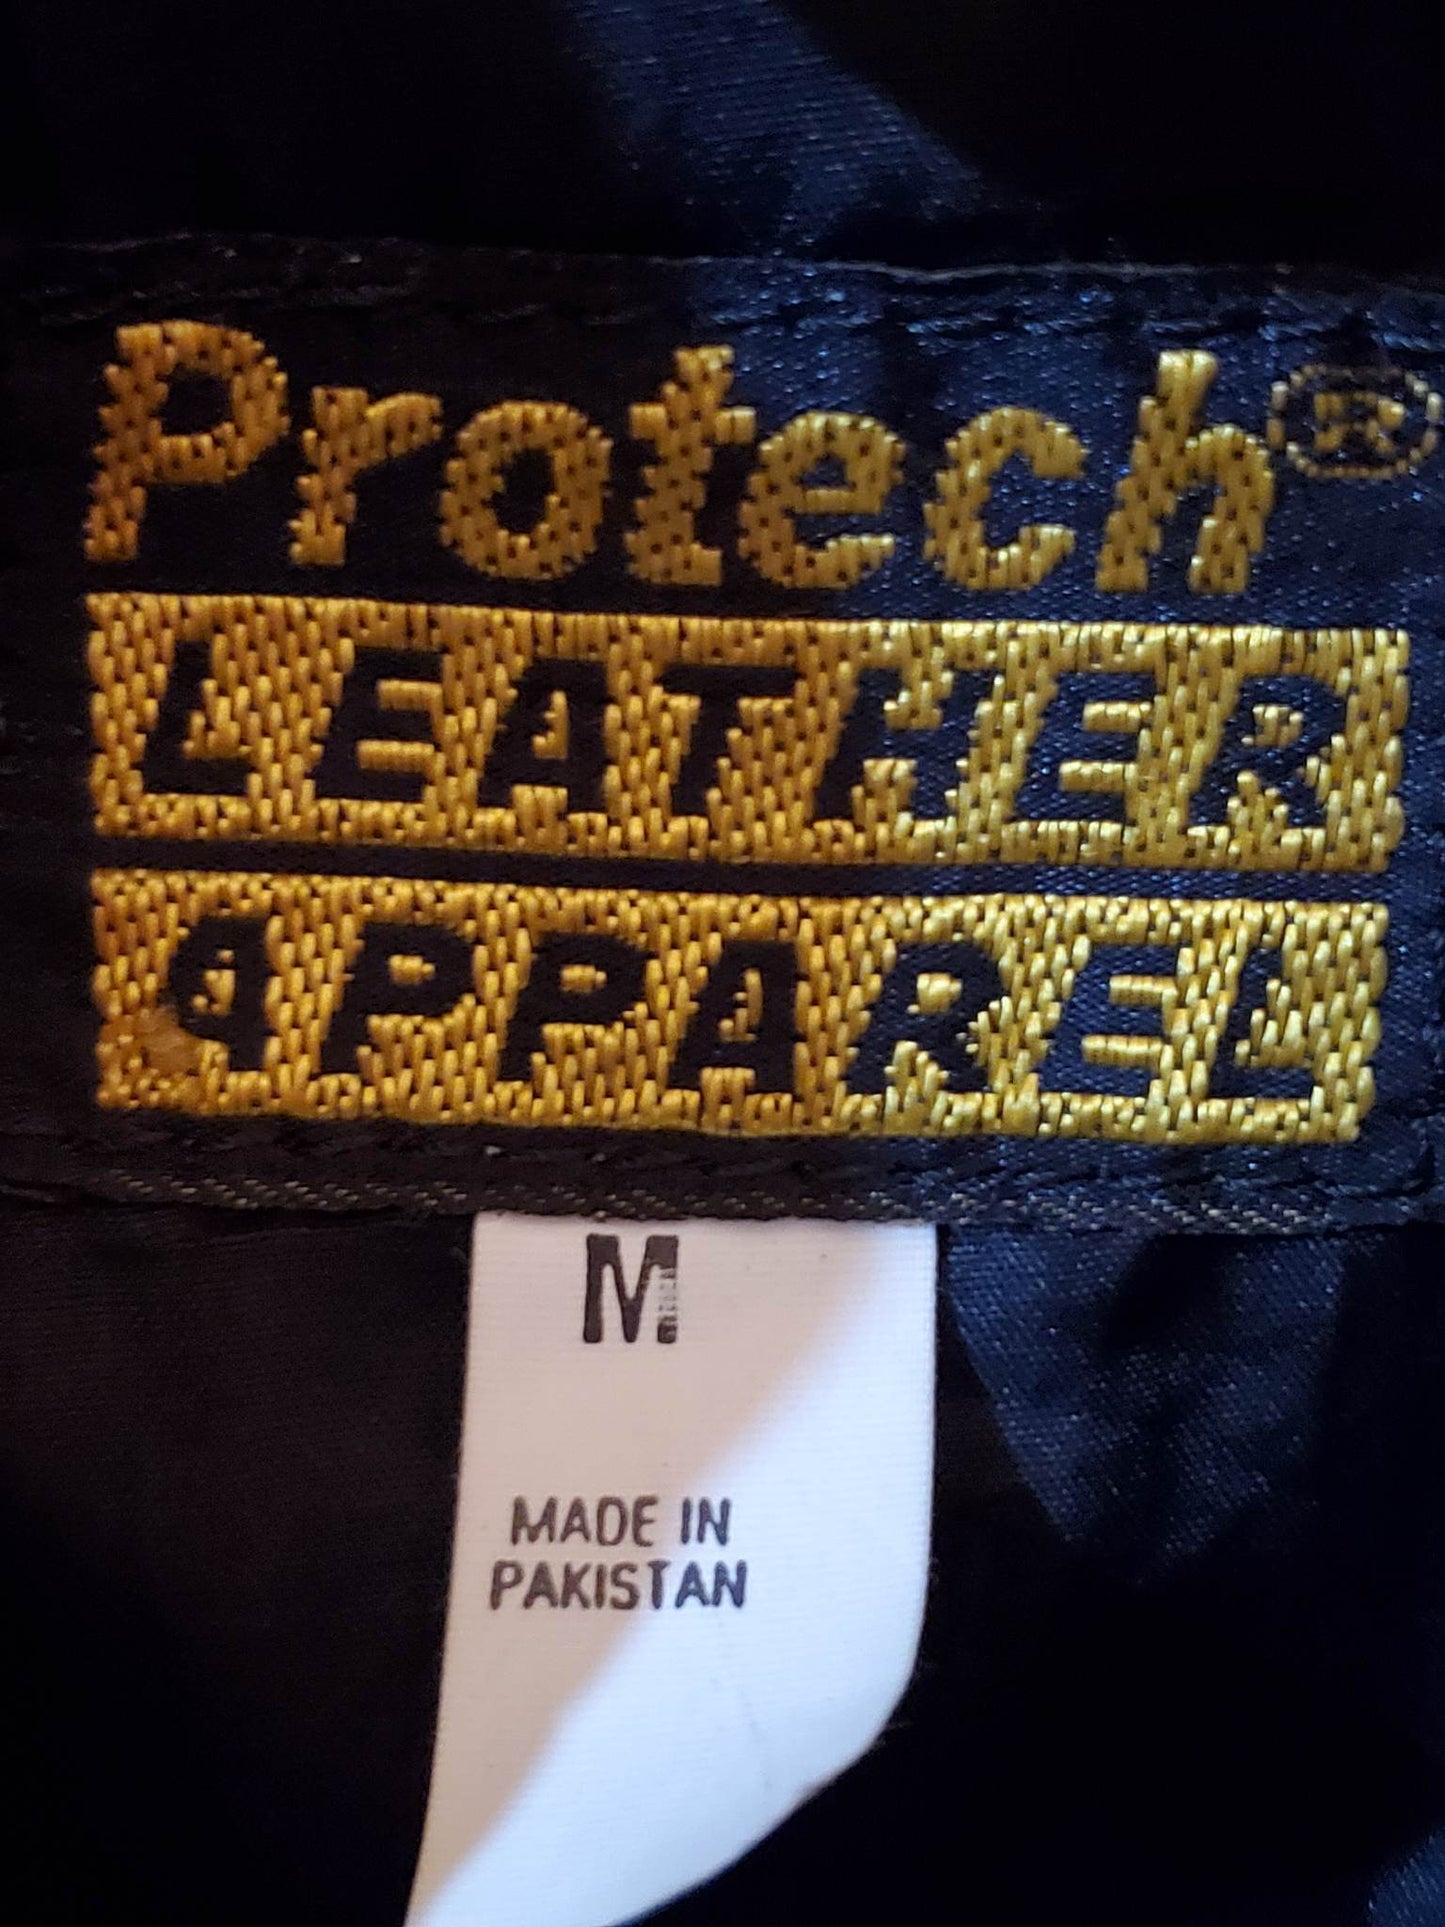 Protech®
LEATHER
APPAREL
M
MADE IN
PAKISTAN